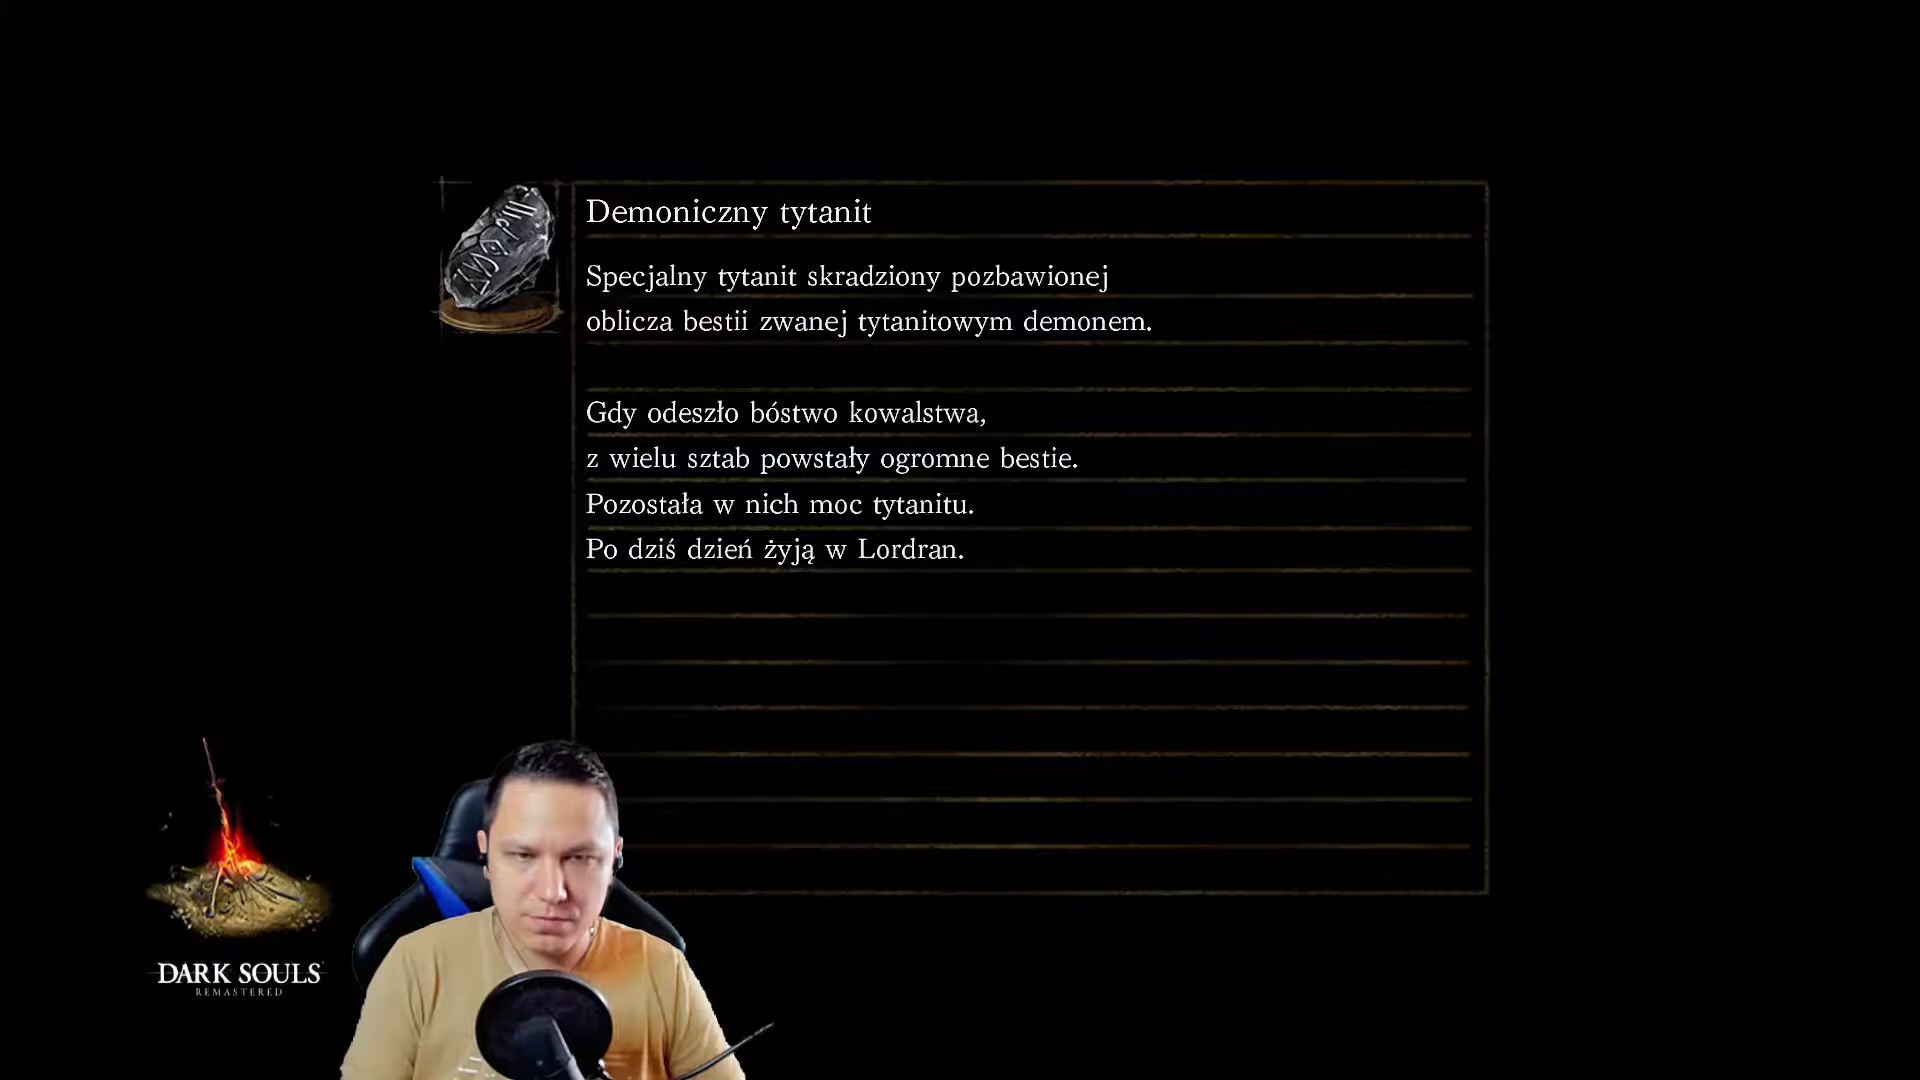 Demoniczny tytanit
Specjalny tytanit skradziony pozbawionej
oblicza bestii zwanej tytanitowym demonem.
Gdy odeszło bóstwo kowalstwa,
z wielu sztab powstały ogromne bestie.
Pozostała w nich moc tytanitu.
Po dziś dzień żyją w Lordran.
DARK SOULS
REMASTERED